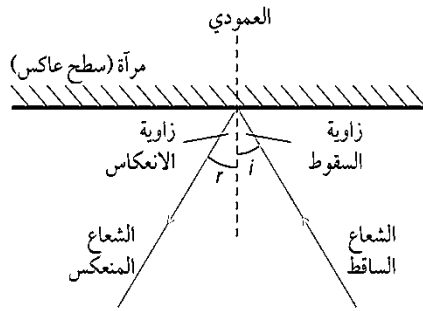 العمودي
مرآة (سطح عاكس)
زاوية
السقوط
زاوية
الانعكاس
i
r
الشعاع
الساقط
الشعاع
المنعكس